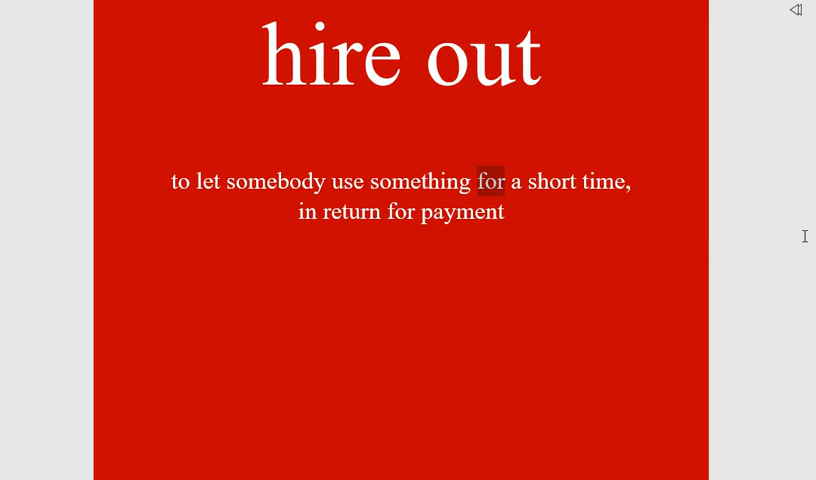 hire out
to let somebody use something for a short time,
in return for payment